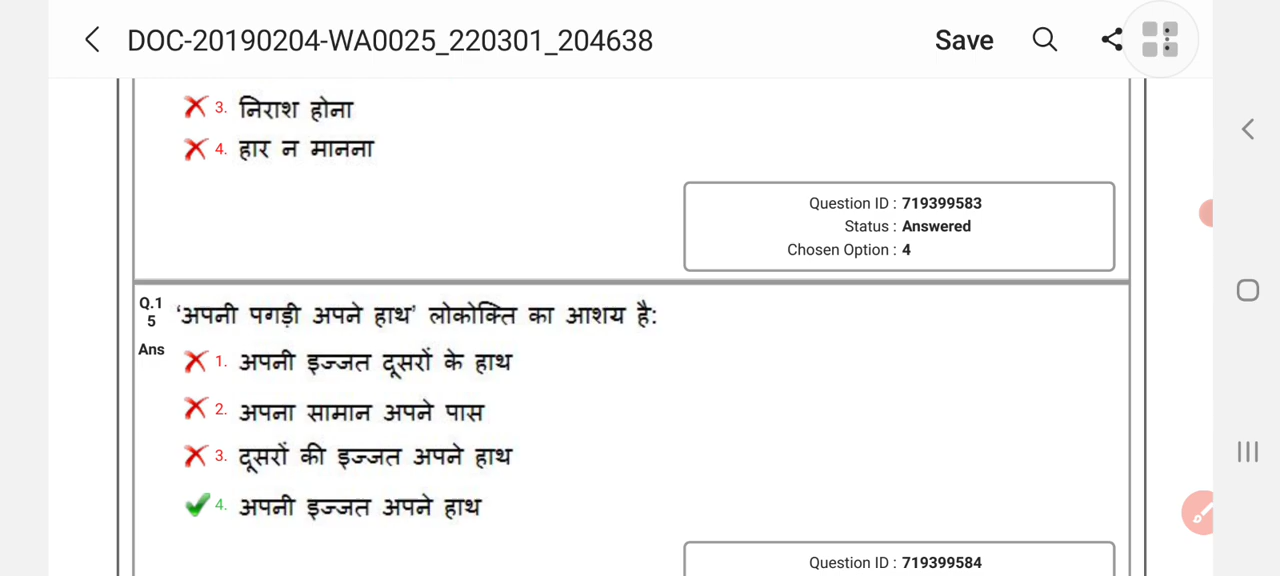 DOC-20190204-WA0025_220301_204638 Save
3. निराश होना
4. हार न मानना
Question ID : 719399583
Status : Answered
Chosen Option : 4
Q.1 'अपनी पगड़ी अपने हाथ' लोकोक्ति का आशय है:
5
Ans 1. अपनी इज्जत दूसरों के हाथ
2. अपना सामान अपने पास
3. दूसरों की इज्जत अपने हाथ
4. अपनी इज्जत अपने हाथ
Question ID : 719399584